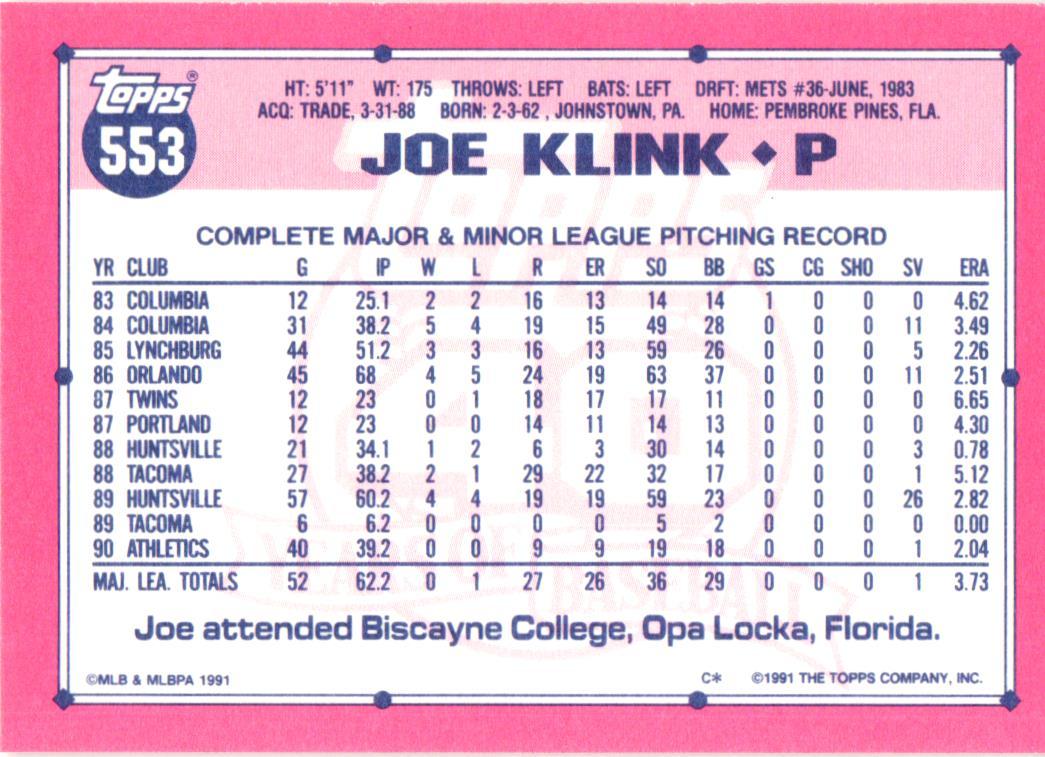 Topps®
553
HT: 5'11" WT: 175 THROWS: LEFT BATS: LEFT DRFT: METS #36-JUNE, 1983
ACQ: TRADE, 3-31-88 BORN: 2-3-62, JOHNSTOWN, PA. HOME: PEMBROKE PINES, FLA.
JOE KLINK ◆ P
COMPLETE MAJOR & MINOR LEAGUE PITCHING RECORD
YR CLUB G IP W L R ER SO BB GS CG SHO SV ERA
83 COLUMBIA 12 25.1 2 2 16 13 14 14 1 0 0 0 4.62
84 COLUMBIA 31 38.2 5 4 19 15 49 28 0 0 0 11 3.49
85 LYNCHBURG 44 51.2 3 3 16 13 59 26 0 0 0 5 2.26
86 ORLANDO 45 68 4 5 24 19 63 37 0 0 0 11 2.51
87 TWINS 12 23 0 1 18 17 17 11 0 0 0 0 6.65
87 PORTLAND 12 23 0 0 14 11 14 13 0 0 0 0 4.30
88 HUNTSVILLE 21 34.1 1 2 6 3 30 14 0 0 0 3 0.78
88 TACOMA 27 38.2 2 1 29 22 32 17 0 0 0 1 5.12
89 HUNTSVILLE 57 60.2 4 4 19 19 59 23 0 0 0 26 2.82
89 TACOMA 6 6.2 0 0 0 0 5 2 0 0 0 0 0.00
90 ATHLETICS 40 39.2 0 0 9 9 19 18 0 0 0 1 2.04
MAJ. LEA. TOTALS 52 62.2 0 1 27 26 36 29 0 0 0 1 3.73
TOPPS
40
YEARS OF BASEBALL
Joe attended Biscayne College, Opa Locka, Florida.
©MLB & MLBPA 1991 C* ©1991 THE TOPPS COMPANY, INC.